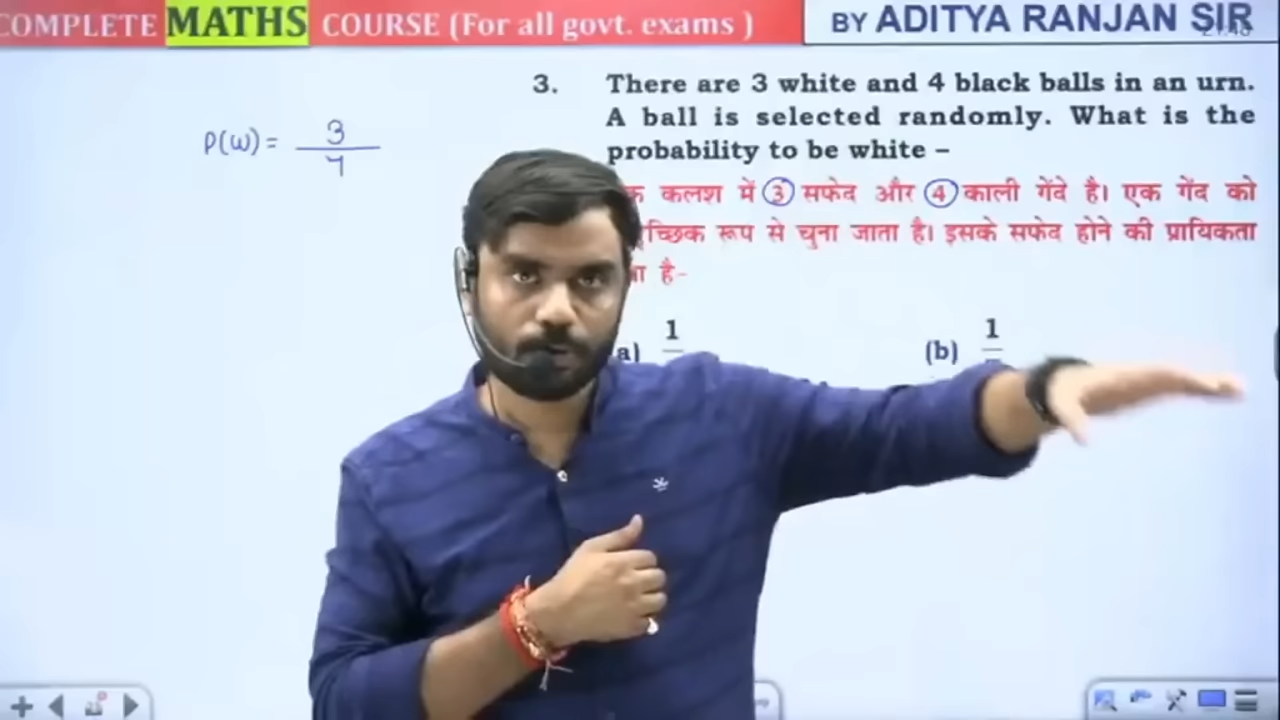 COMPLETE MATHS COURSE (For all govt. exams )
BY ADITYA RANJAN SIR
3. There are 3 white and 4 black balls in an urn.
A ball is selected randomly. What is the
probability to be white –
कलश में 3 सफेद और 4 काली गेंदे है। एक गेंद को
रूप से चुना जाता है। इसके सफेद होने की प्रायिकता
है-
(b) 1
a) 1
P(W) = 3
7